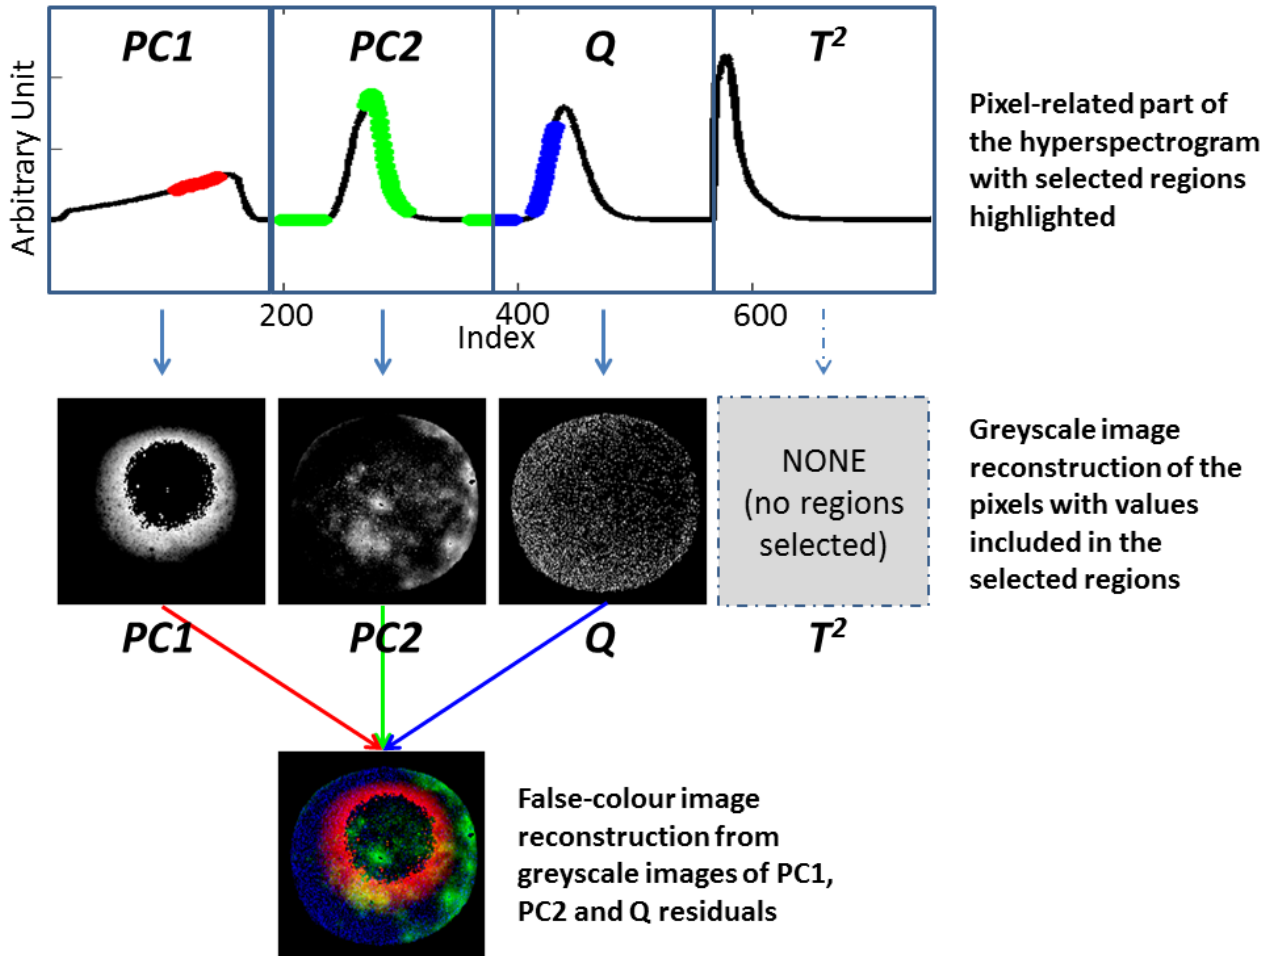 PC1 PC2 Q T²
Arbitrary Unit
200 400 600
Index
Pixel-related part of
the hyperspectrogram
with selected regions
highlighted
NONE
(no regions
selected)
Greyscale image
reconstruction of the
pixels with values
included in the
selected regions
PC1 PC2 Q T²
False-colour image
reconstruction from
greyscale images of PC1,
PC2 and Q residuals